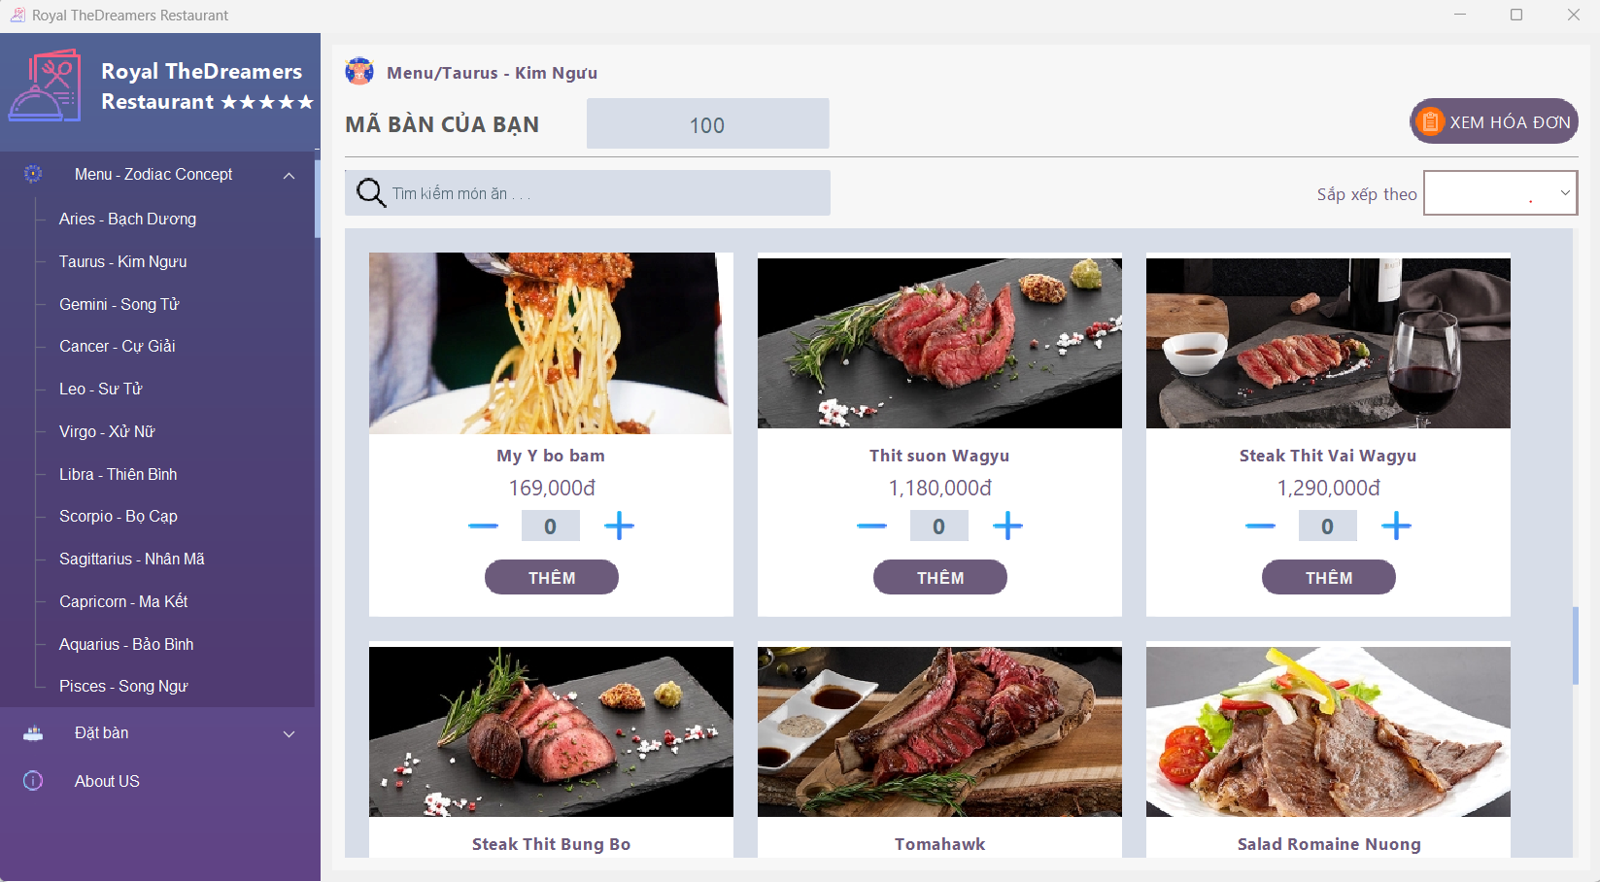 Royal TheDreamers Restaurant
Royal TheDreamers
Restaurant ★★★★★
Menu - Zodiac Concept
Aries - Bạch Dương
Taurus - Kim Ngưu
Gemini - Song Tử
Cancer - Cự Giải
Leo - Sư Tử
Virgo - Xử Nữ
Libra - Thiên Bình
Scorpio - Bọ Cạp
Sagittarius - Nhân Mã
Capricorn - Ma Kết
Aquarius - Bảo Bình
Pisces - Song Ngư
Đặt bàn
About US
Menu/Taurus - Kim Ngưu
MÃ BÀN CỦA BẠN 100
XEM HÓA ĐƠN
Tìm kiếm món ăn . . .
Sắp xếp theo
My Y bo bam
169,000đ
0
THÊM
Thit suon Wagyu
1,180,000đ
0
THÊM
Steak Thit Vai Wagyu
1,290,000đ
0
THÊM
Steak Thit Bung Bo
Tomahawk
Salad Romaine Nuong